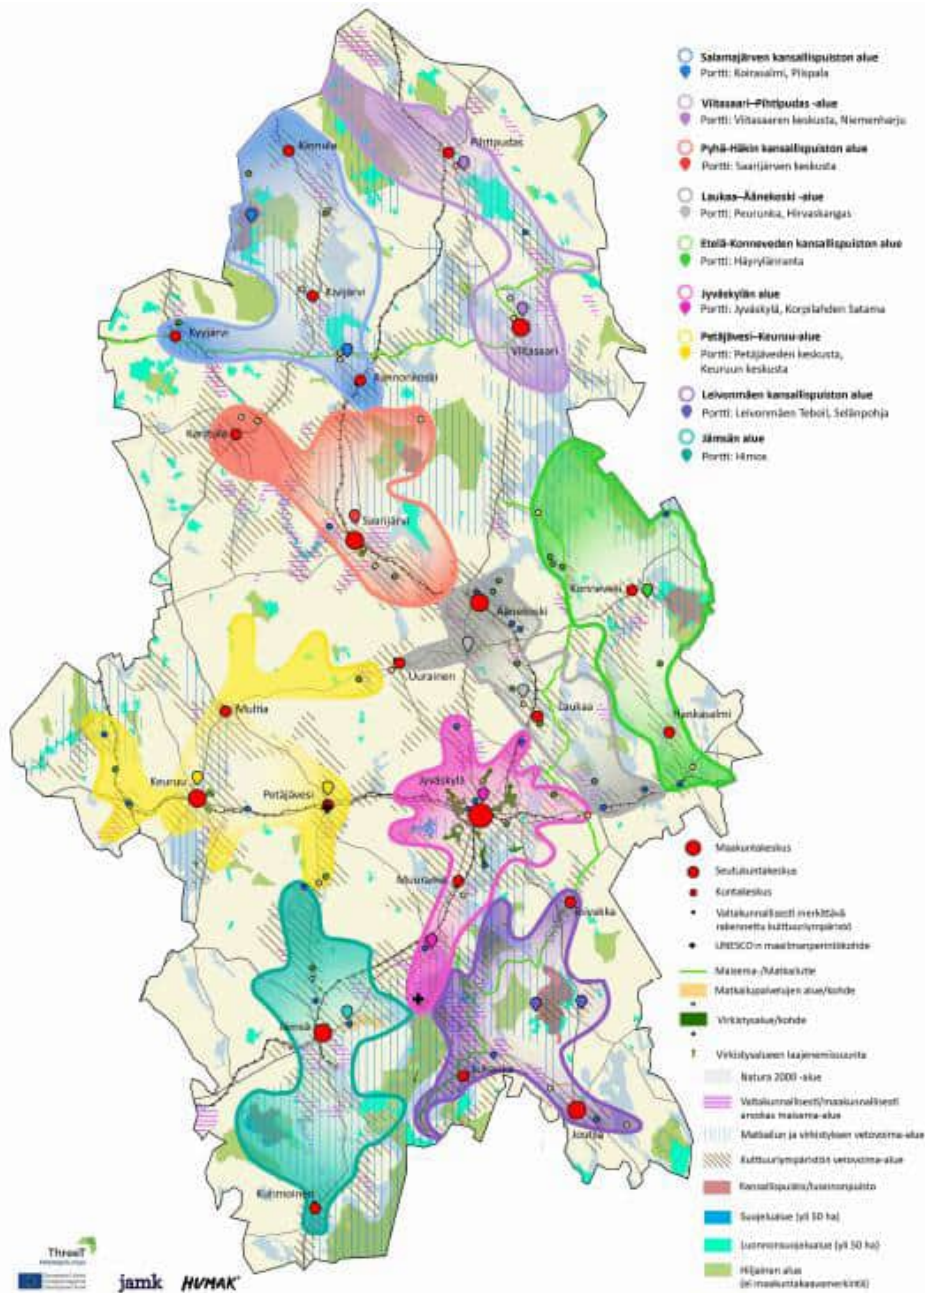 Salamajärven kansallispuiston alue
Portti: Koirasalmi, Piispala
Viitasaari–Pihtipudas -alue
Portti: Viitasaaren keskusta, Niemenharju
Pyhä-Häkin kansallispuiston alue
Portti: Saarijärven keskusta
Laukaa–Äänekoski -alue
Portti: Peurunka, Hirvaskangas
Etelä-Konneveden kansallispuiston alue
Portti: Häyrylänranta
Jyväskylän alue
Portti: Jyväskylä, Korpilahden Satama
Petäjävesi–Keuruu-alue
Portti: Petäjäveden keskusta,
Keuruun keskusta
Leivonmäen kansallispuiston alue
Portti: Leivonmäen Teboil, Selänpohja
Jämsän alue
Portti: Himos
Pihtipudas
Kinnula
Kivijärvi
Kyyjärvi
Viitasaari
Kannonkoski
Karstula
Saarijärvi
Konnevesi
Äänekoski
Uurainen
Multia
Laukaa
Hankasalmi
Keuruu
Petäjävesi
Jyväskylä
Muurame
Toivakka
Jämsä
Luhanka
Joutsa
Kuhmoinen
Maakuntakeskus
Seutukuntakeskus
Kuntakeskus
Valtakunnallisesti merkittävä
rakennettu kulttuuriympäristö
UNESCO:n maailmanperintökohde
Maisema-/Matkailutie
Matkailupalvelujen alue/kohde
Virkistysalue/kohde
Virkistysalueen laajenemissuunta
Natura 2000 -alue
Valtakunnallisesti/maakunnallisesti
arvokas maisema-alue
Matkailun ja virkistyksen vetovoima-alue
Kulttuuriympäristön vetovoima-alue
Kansallispuisto/luonnonpuisto
Suojelualue (yli 50 ha)
Luonnonsuojelualue (yli 50 ha)
Hiljainen alue
(ei maakuntakaavamerkintä)
ThreeT
jamk
HUMAK